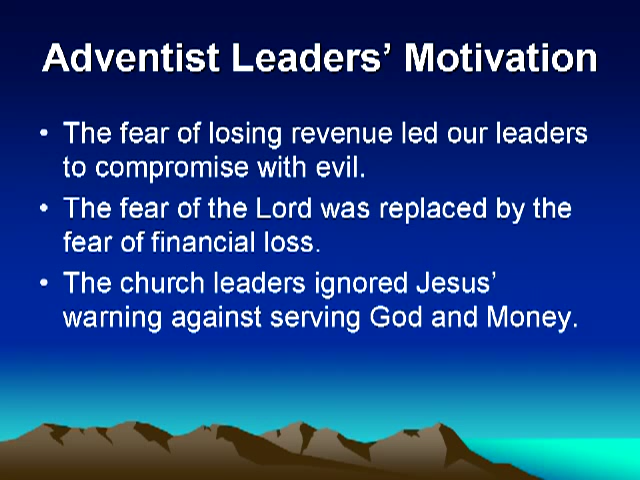 Adventist Leaders’ Motivation
• The fear of losing revenue led our leaders
to compromise with evil.
• The fear of the Lord was replaced by the
fear of financial loss.
• The church leaders ignored Jesus’
warning against serving God and Money.